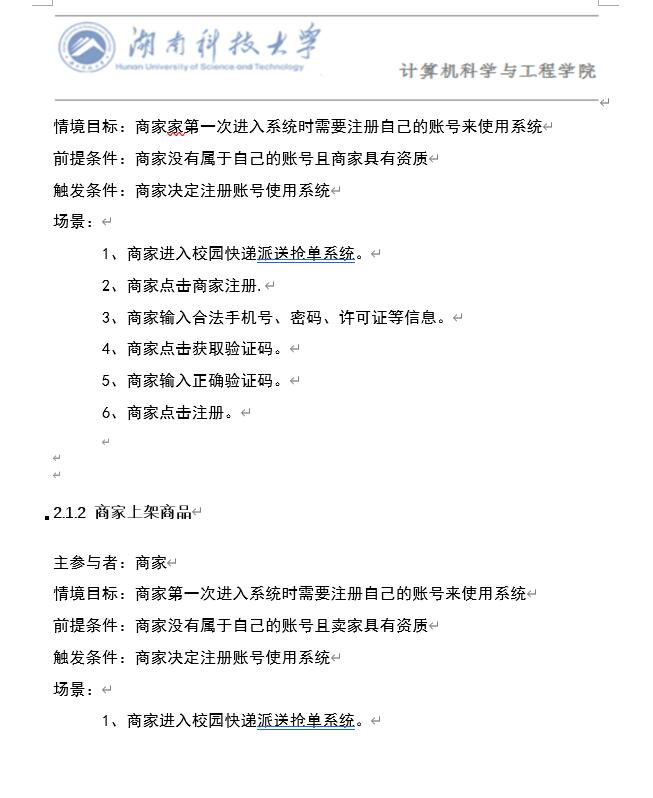 湖南科技大学
Hunan University of Science and Technology
计算机科学与工程学院
情境目标：商家家第一次进入系统时需要注册自己的账号来使用系统
前提条件：商家没有属于自己的账号且商家具有资质
触发条件：商家决定注册账号使用系统
场景：
1、商家进入校园快递派送抢单系统。
2、商家点击商家注册.
3、商家输入合法手机号、密码、许可证等信息。
4、商家点击获取验证码。
5、商家输入正确验证码。
6、商家点击注册。
2.1.2 商家上架商品
主参与者：商家
情境目标：商家第一次进入系统时需要注册自己的账号来使用系统
前提条件：商家没有属于自己的账号且卖家具有资质
触发条件：商家决定注册账号使用系统
场景：
1、商家进入校园快递派送抢单系统。